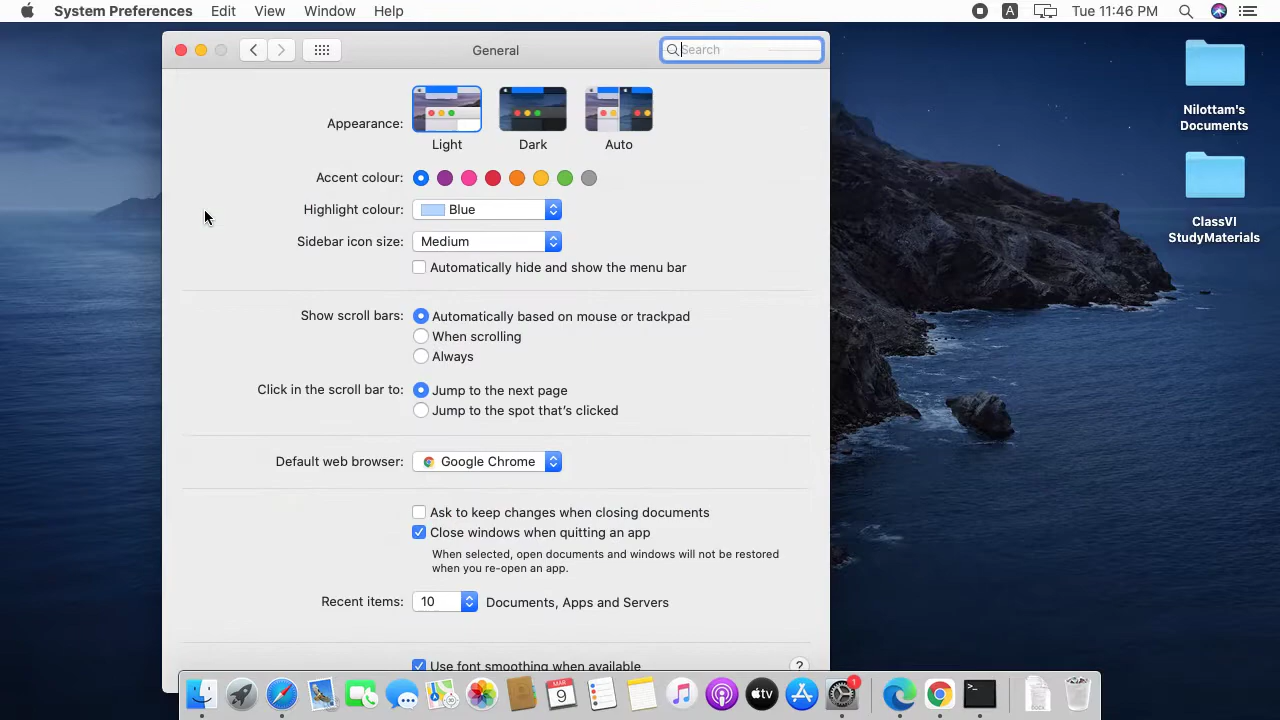 System Preferences Edit View Window Help A Tue 11:46 PM
General
Search
Nilottam's
Documents
ClassVI
StudyMaterials
Appearance:
Light Dark Auto
Accent colour:
Highlight colour: Blue
Sidebar icon size: Medium
Automatically hide and show the menu bar
Show scroll bars: Automatically based on mouse or trackpad
When scrolling
Always
Click in the scroll bar to: Jump to the next page
Jump to the spot that's clicked
Default web browser: Google Chrome
Ask to keep changes when closing documents
Close windows when quitting an app
When selected, open documents and windows will not be restored
when you re-open an app.
Recent items: 10 Documents, Apps and Servers
Use font smoothing when available ?
MAR
9
tv
1
>_
DOCX